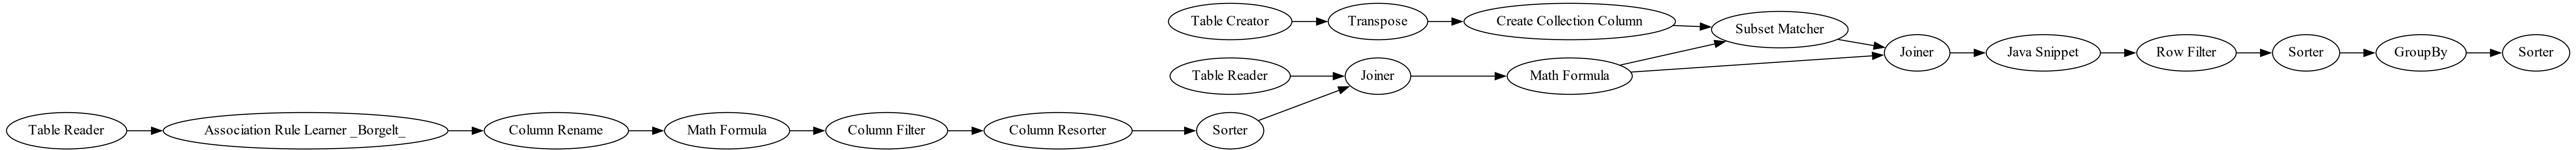 Table Creator
Transpose
Create Collection Column
Subset Matcher
Table Reader
Joiner
Math Formula
Joiner
Java Snippet
Row Filter
Sorter
GroupBy
Sorter
Table Reader
Association Rule Learner _Borgelt_
Column Rename
Math Formula
Column Filter
Column Resorter
Sorter